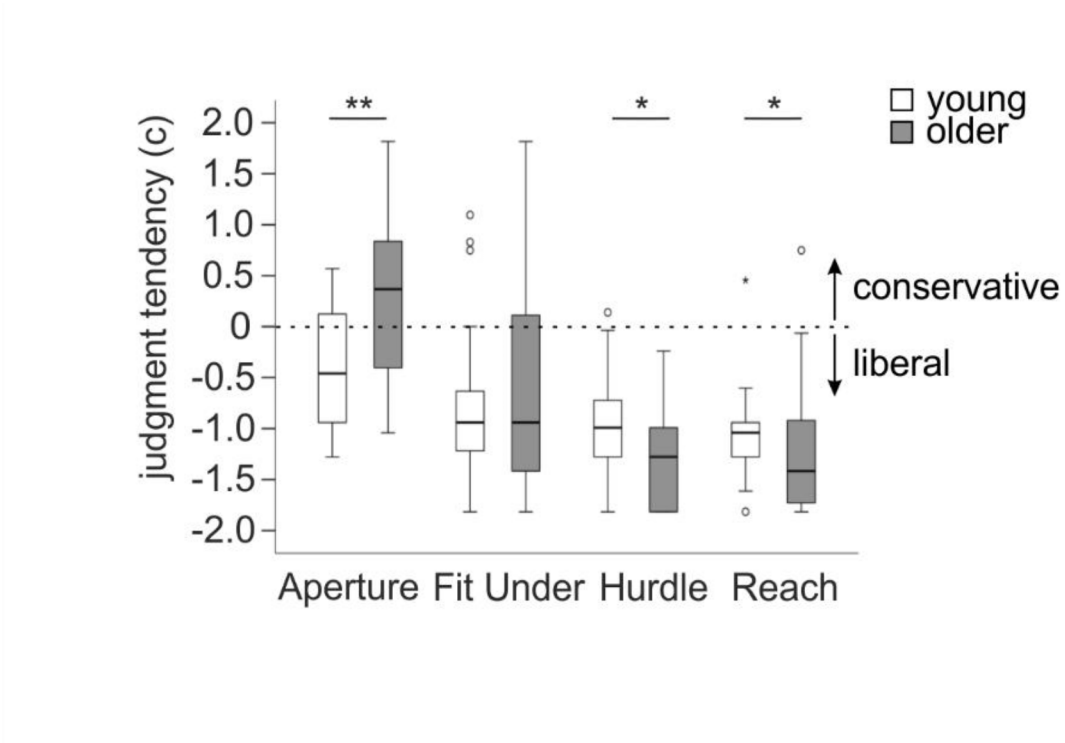 young
older
** * *
judgment tendency (c)
2.0
1.5
1.0
0.5
0
-0.5
-1.0
-1.5
-2.0
*
conservative
liberal
Aperture Fit Under Hurdle Reach